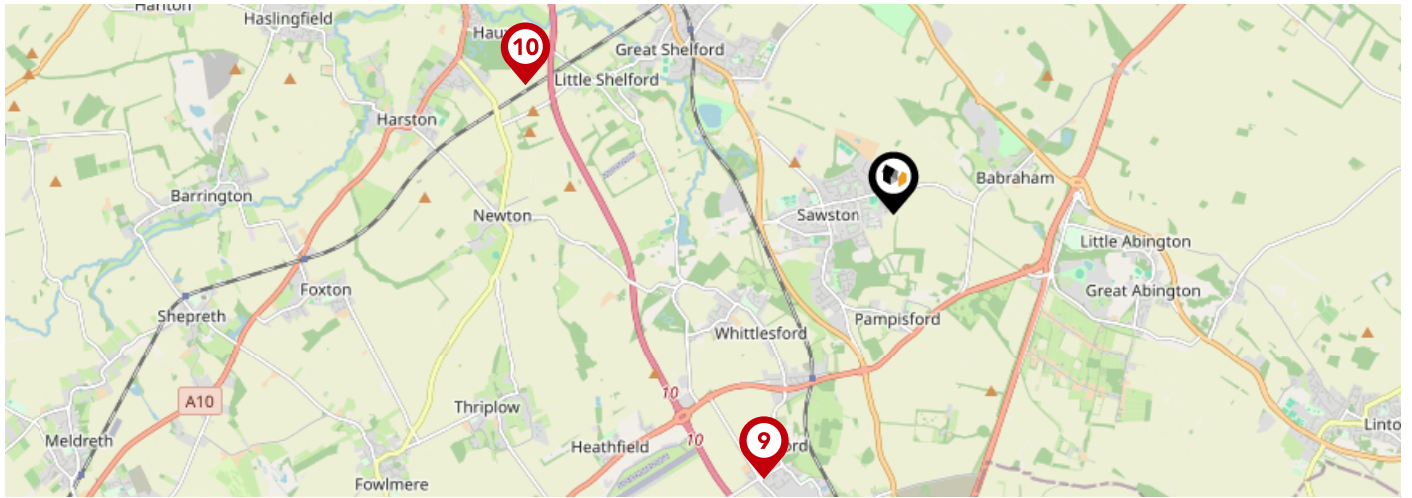 Haslingfield
10
Great Shelford
Little Shelford
Harston
Babraham
Barrington
Newton
Sawston
Little Abington
Foxton
Great Abington
Shepreth
Pampisford
Whittlesford
10
A10
Thriplow
Meldreth
Heathfield
10
9
Fowlmere